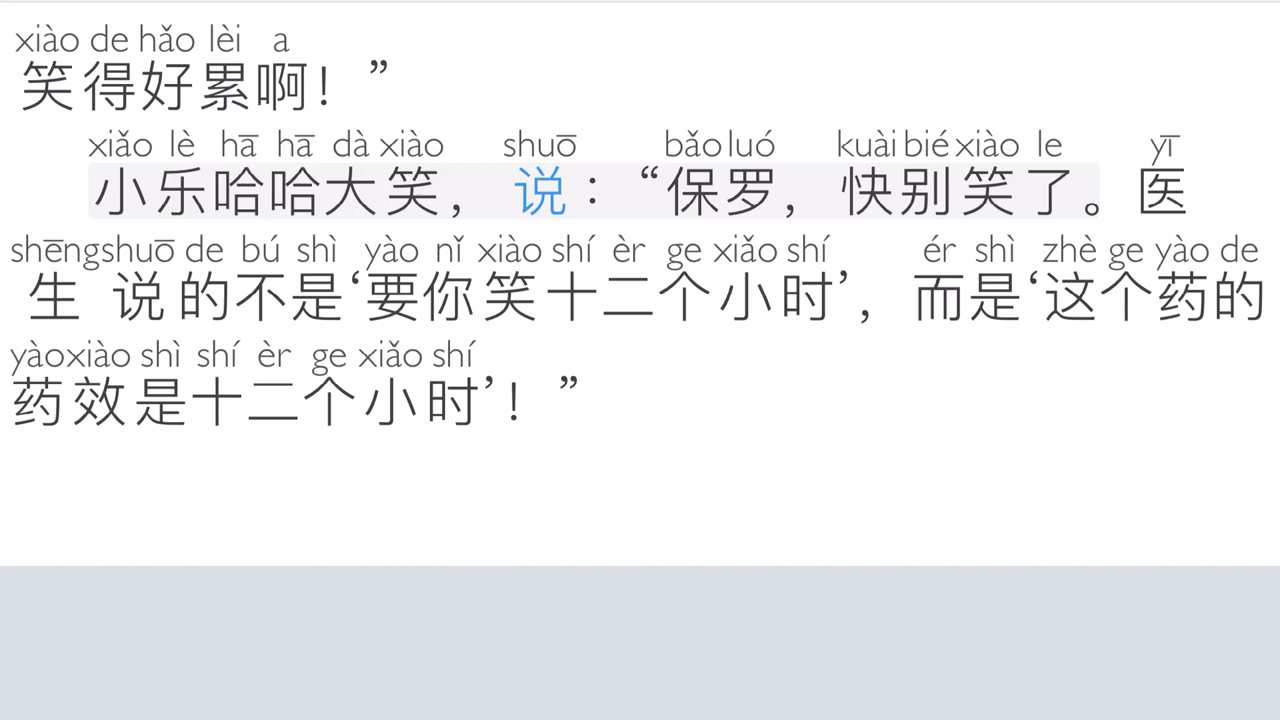 xiào de hǎo lèi a
笑得好累啊！”
xiǎo lè hā hā dà xiào shuō bǎo luó kuài bié xiào le yī
小乐哈哈大笑，说：“保罗，快别笑了。医
shēng shuō de bú shì yào nǐ xiào shí èr ge xiǎo shí ér shì zhè ge yào de
生说的不是‘要你笑十二个小时’，而是‘这个药的
yào xiào shì shí èr ge xiǎo shí
药效是十二个小时’！”